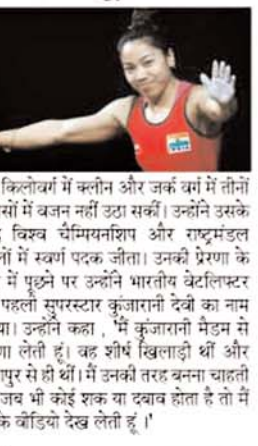 किलोवर्ग में क्लीन और जर्क वर्ग में तीनों
सों में वजन नहीं उठा सकीं। उन्होंने उसके
विश्व चैम्पियनशिप और राष्ट्रमंडल
लों में स्वर्ण पदक जीता। उनकी प्रेरणा के
में पूछने पर उन्होंने भारतीय वेटलिफ्टर
पहली सुपरस्टार कुंजारानी देवी का नाम
या। उन्होंने कहा , 'मैं कुंजारानी मैडम से
णा लेती हूं। वह शीर्ष खिलाड़ी थीं और
पुर से ही थीं। मैं उनकी तरह बनना चाहती
जब भी कोई शक या दबाव होता है तो मैं
के वीडियो देख लेती हूं ।'